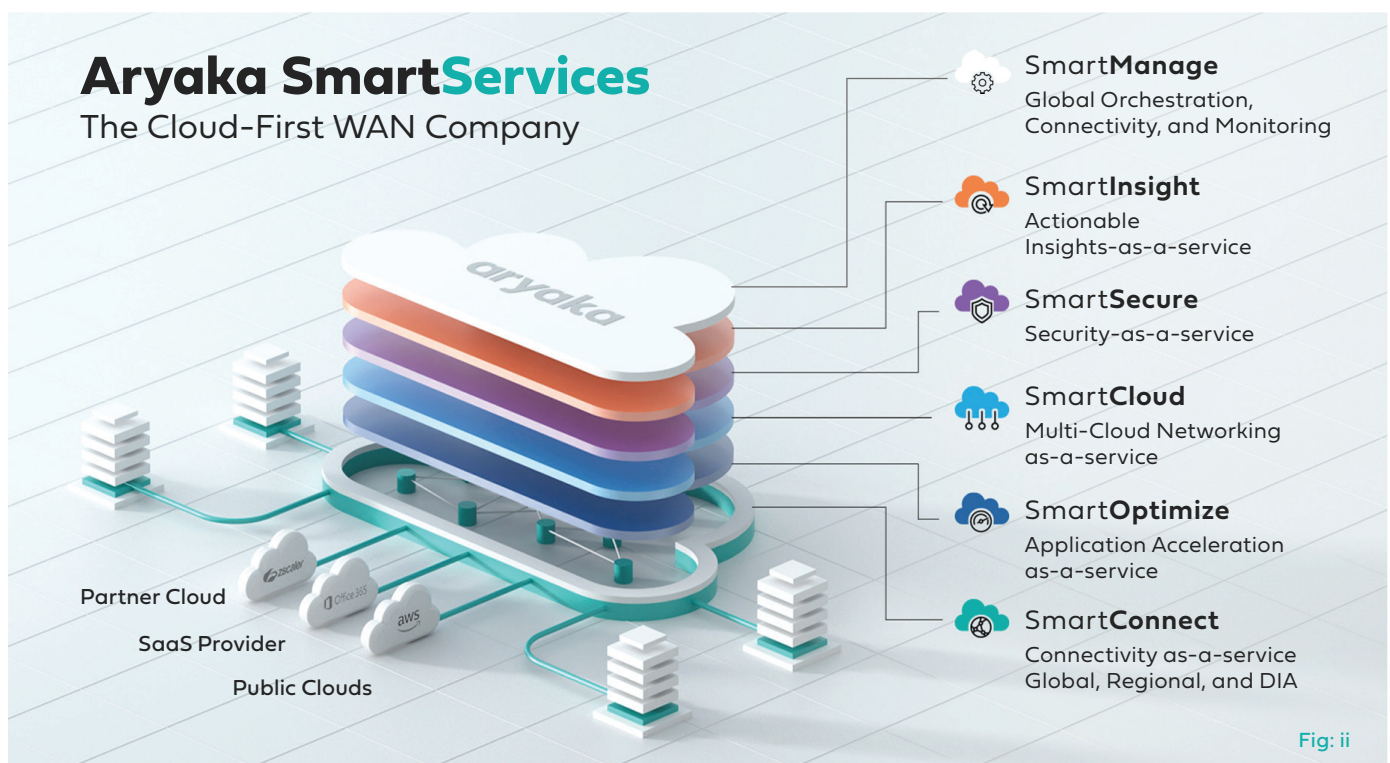 Aryaka SmartServices
The Cloud-First WAN Company
SmartManage
Global Orchestration,
Connectivity, and Monitoring
SmartInsight
Actionable
Insights-as-a-service
SmartSecure
Security-as-a-service
SmartCloud
Multi-Cloud Networking
as-a-service
SmartOptimize
Application Acceleration
as-a-service
SmartConnect
Connectivity as-a-service
Global, Regional, and DIA
aryaka
zscaler
Office 365
aws
Partner Cloud
SaaS Provider
Public Clouds
Fig: ii